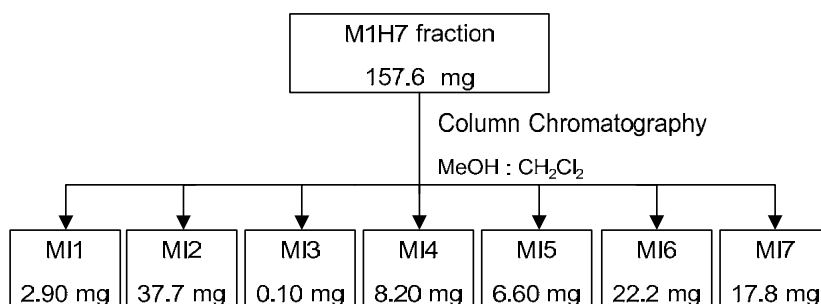 M1H7 fraction
157.6 mg
Column Chromatography
MeOH : CH₂Cl₂
MI1 MI2 MI3 MI4 MI5 MI6 MI7
2.90 mg 37.7 mg 0.10 mg 8.20 mg 6.60 mg 22.2 mg 17.8 mg